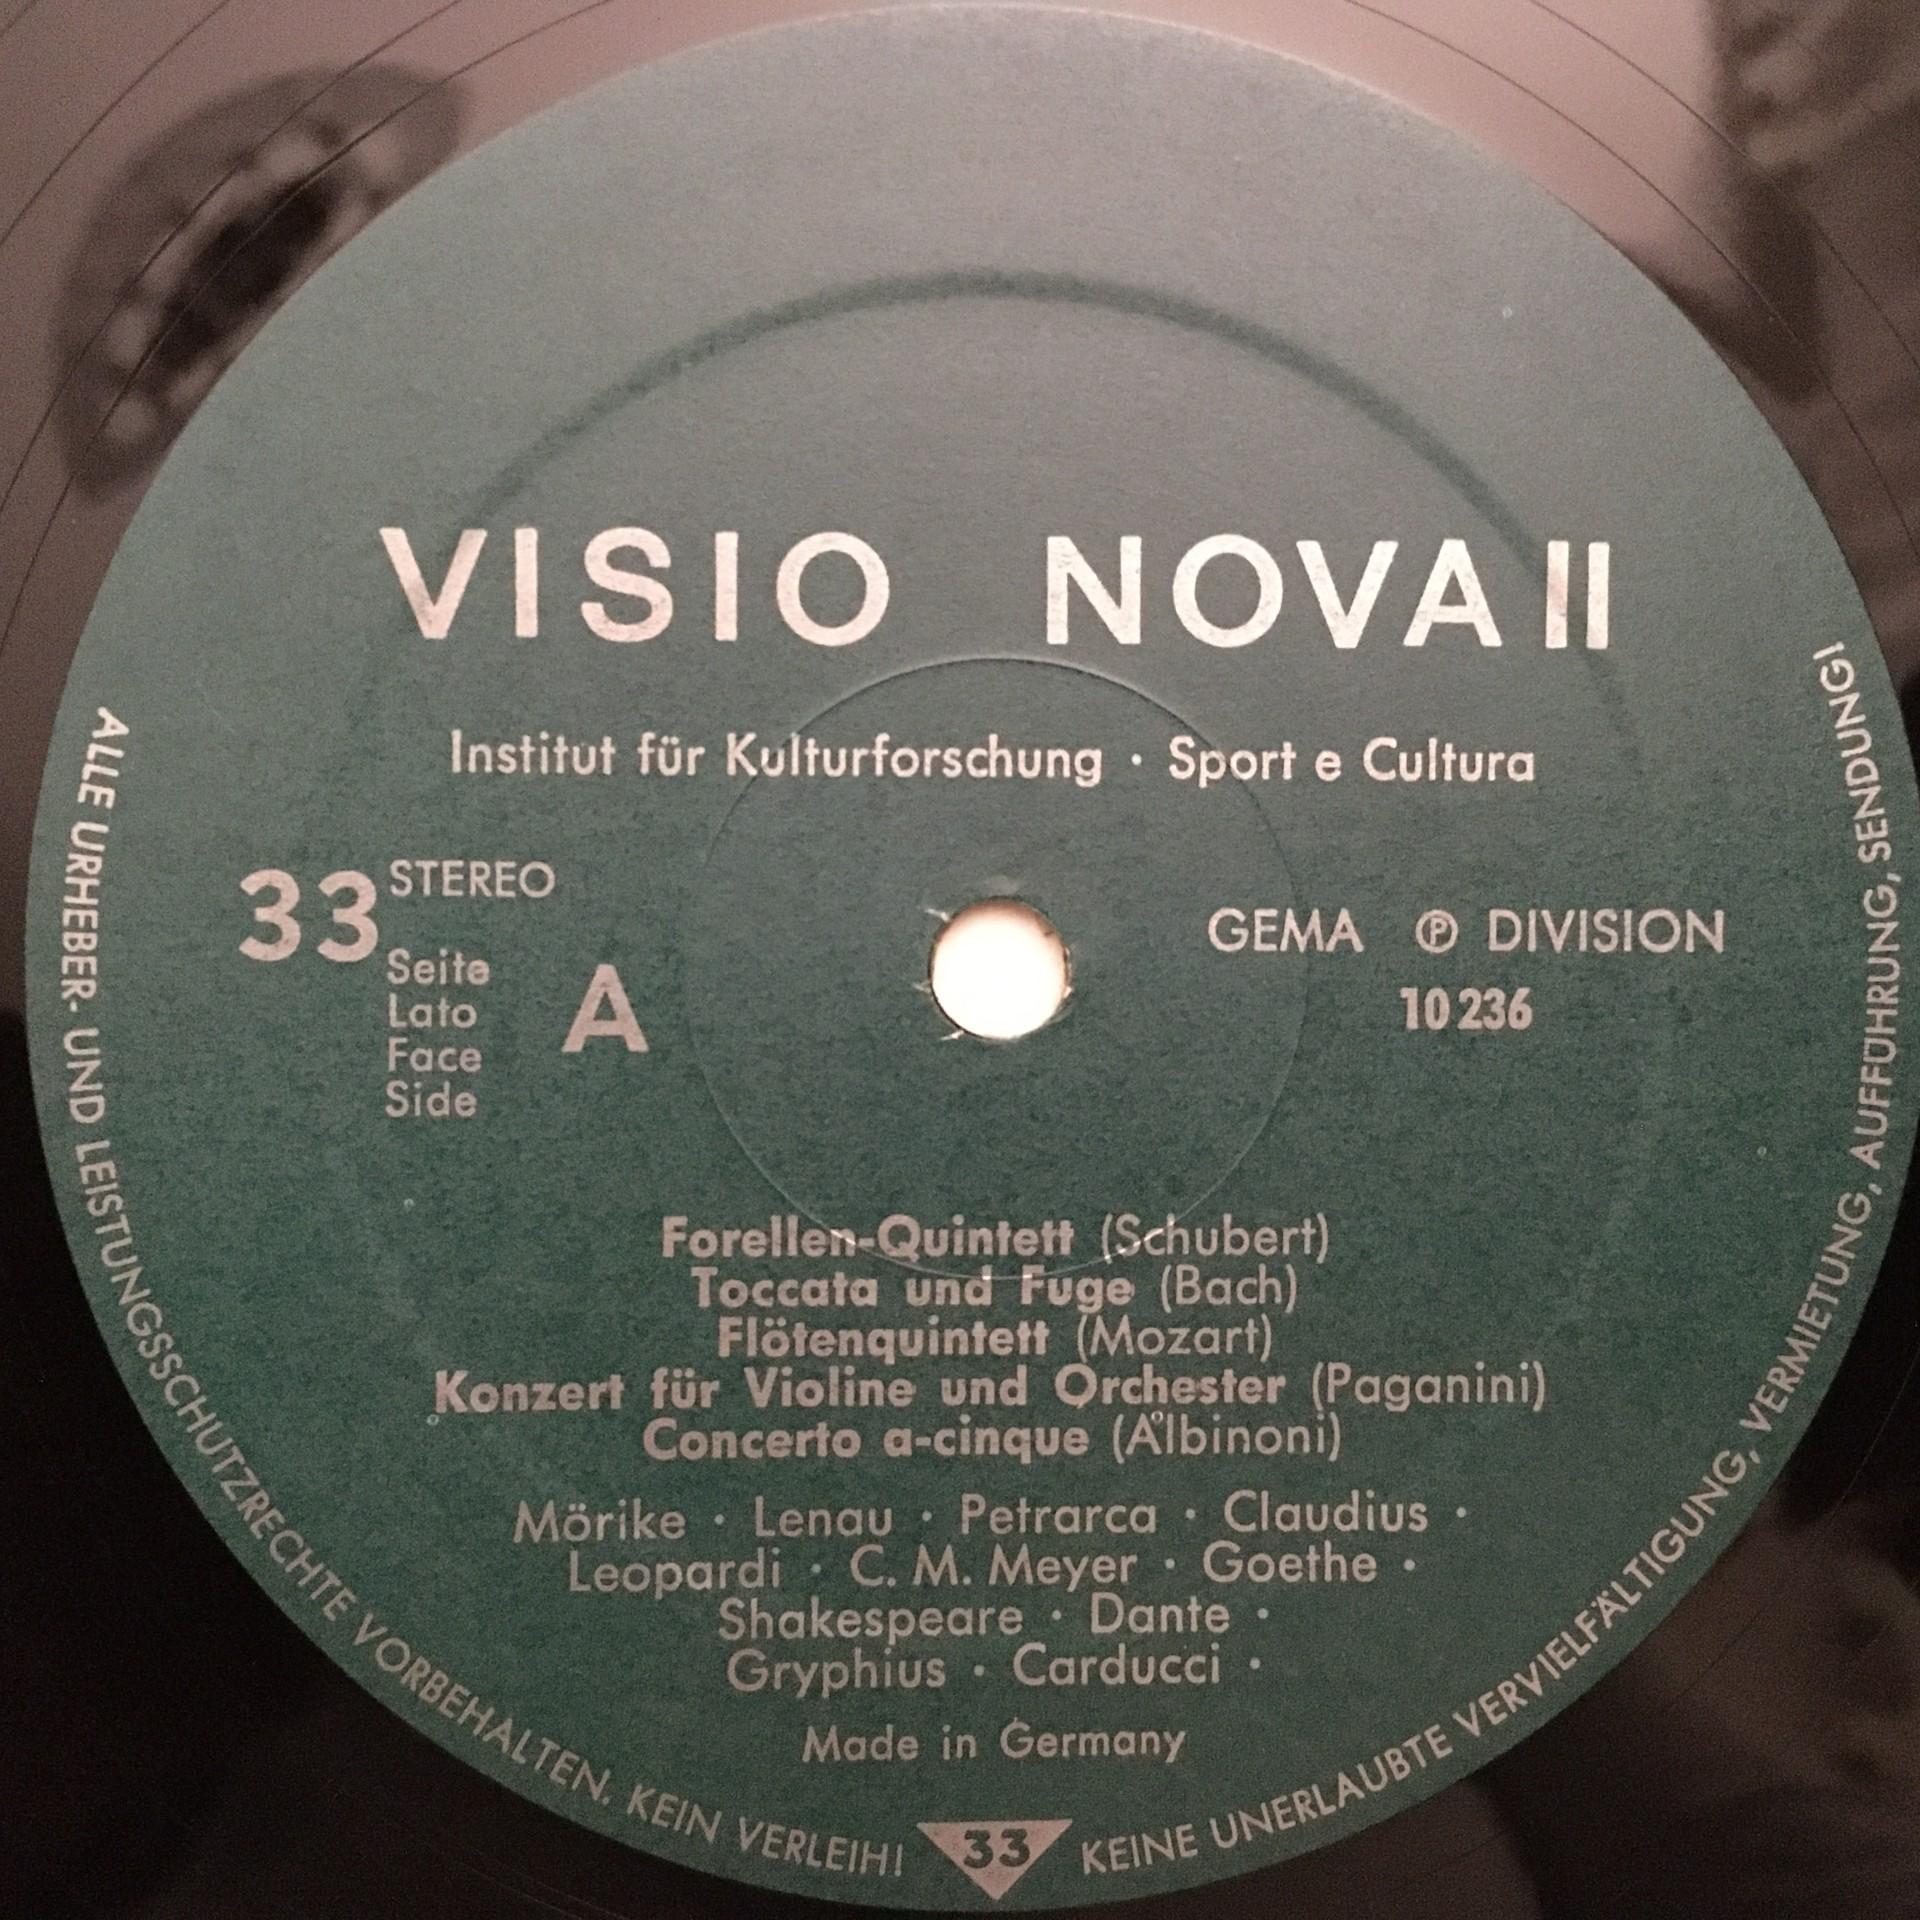 VISIO NOVA II
Institut für Kulturforschung · Sport e Cultura
33 STEREO
Seite
Lato
Face
Side
A
GEMA ℗ DIVISION
10 236
Forellen-Quintett (Schubert)
Toccata und Fuge (Bach)
Flötenquintett (Mozart)
Konzert für Violine und Orchester (Paganini)
Concerto a-cinque (Albinoni)
Mörike · Lenau · Petrarca · Claudius ·
Leopardi · C. M. Meyer · Goethe ·
Shakespeare · Dante ·
Gryphius · Carducci ·
Made in Germany
ALLE URHEBER- UND LEISTUNGSSCHUTZRECHTE VORBEHALTEN. KEIN VERLEIH!
33
KEINE UNERLAUBTE VERVIELFÄLTIGUNG, VERMIETUNG, AUFFÜHRUNG, SENDUNG!